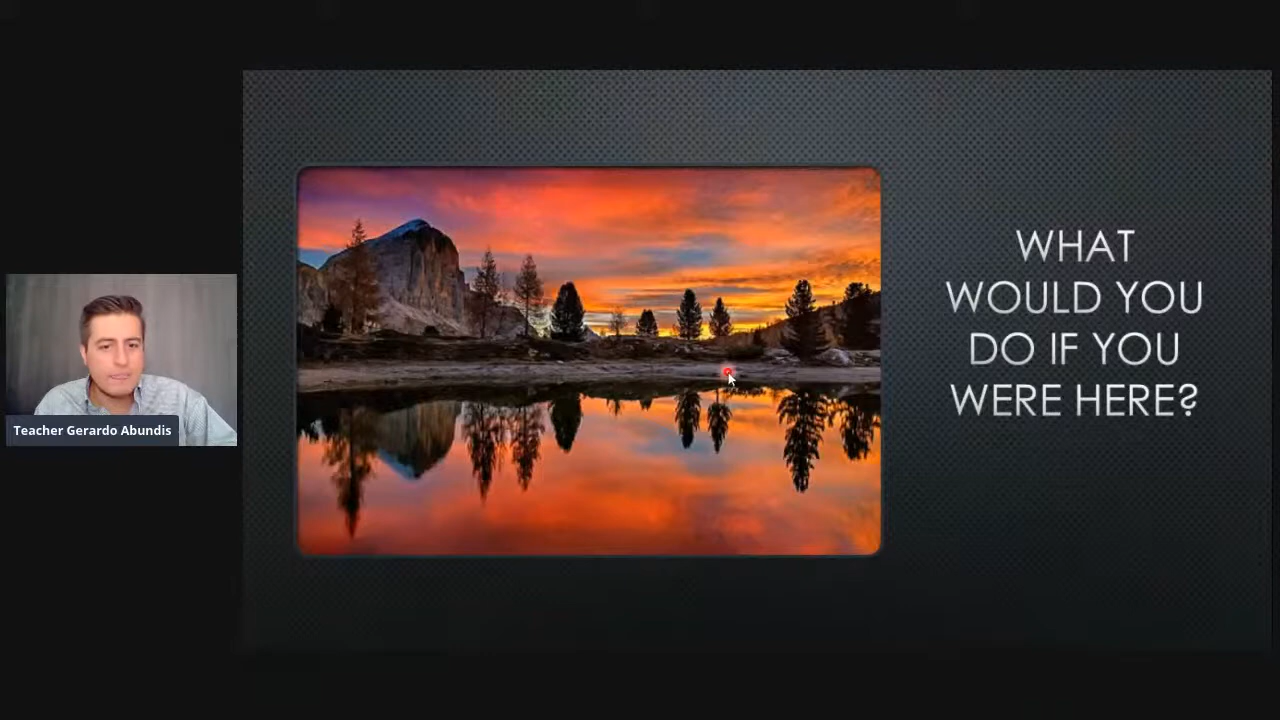 WHAT
WOULD YOU
DO IF YOU
WERE HERE?
Teacher Gerardo Abundis